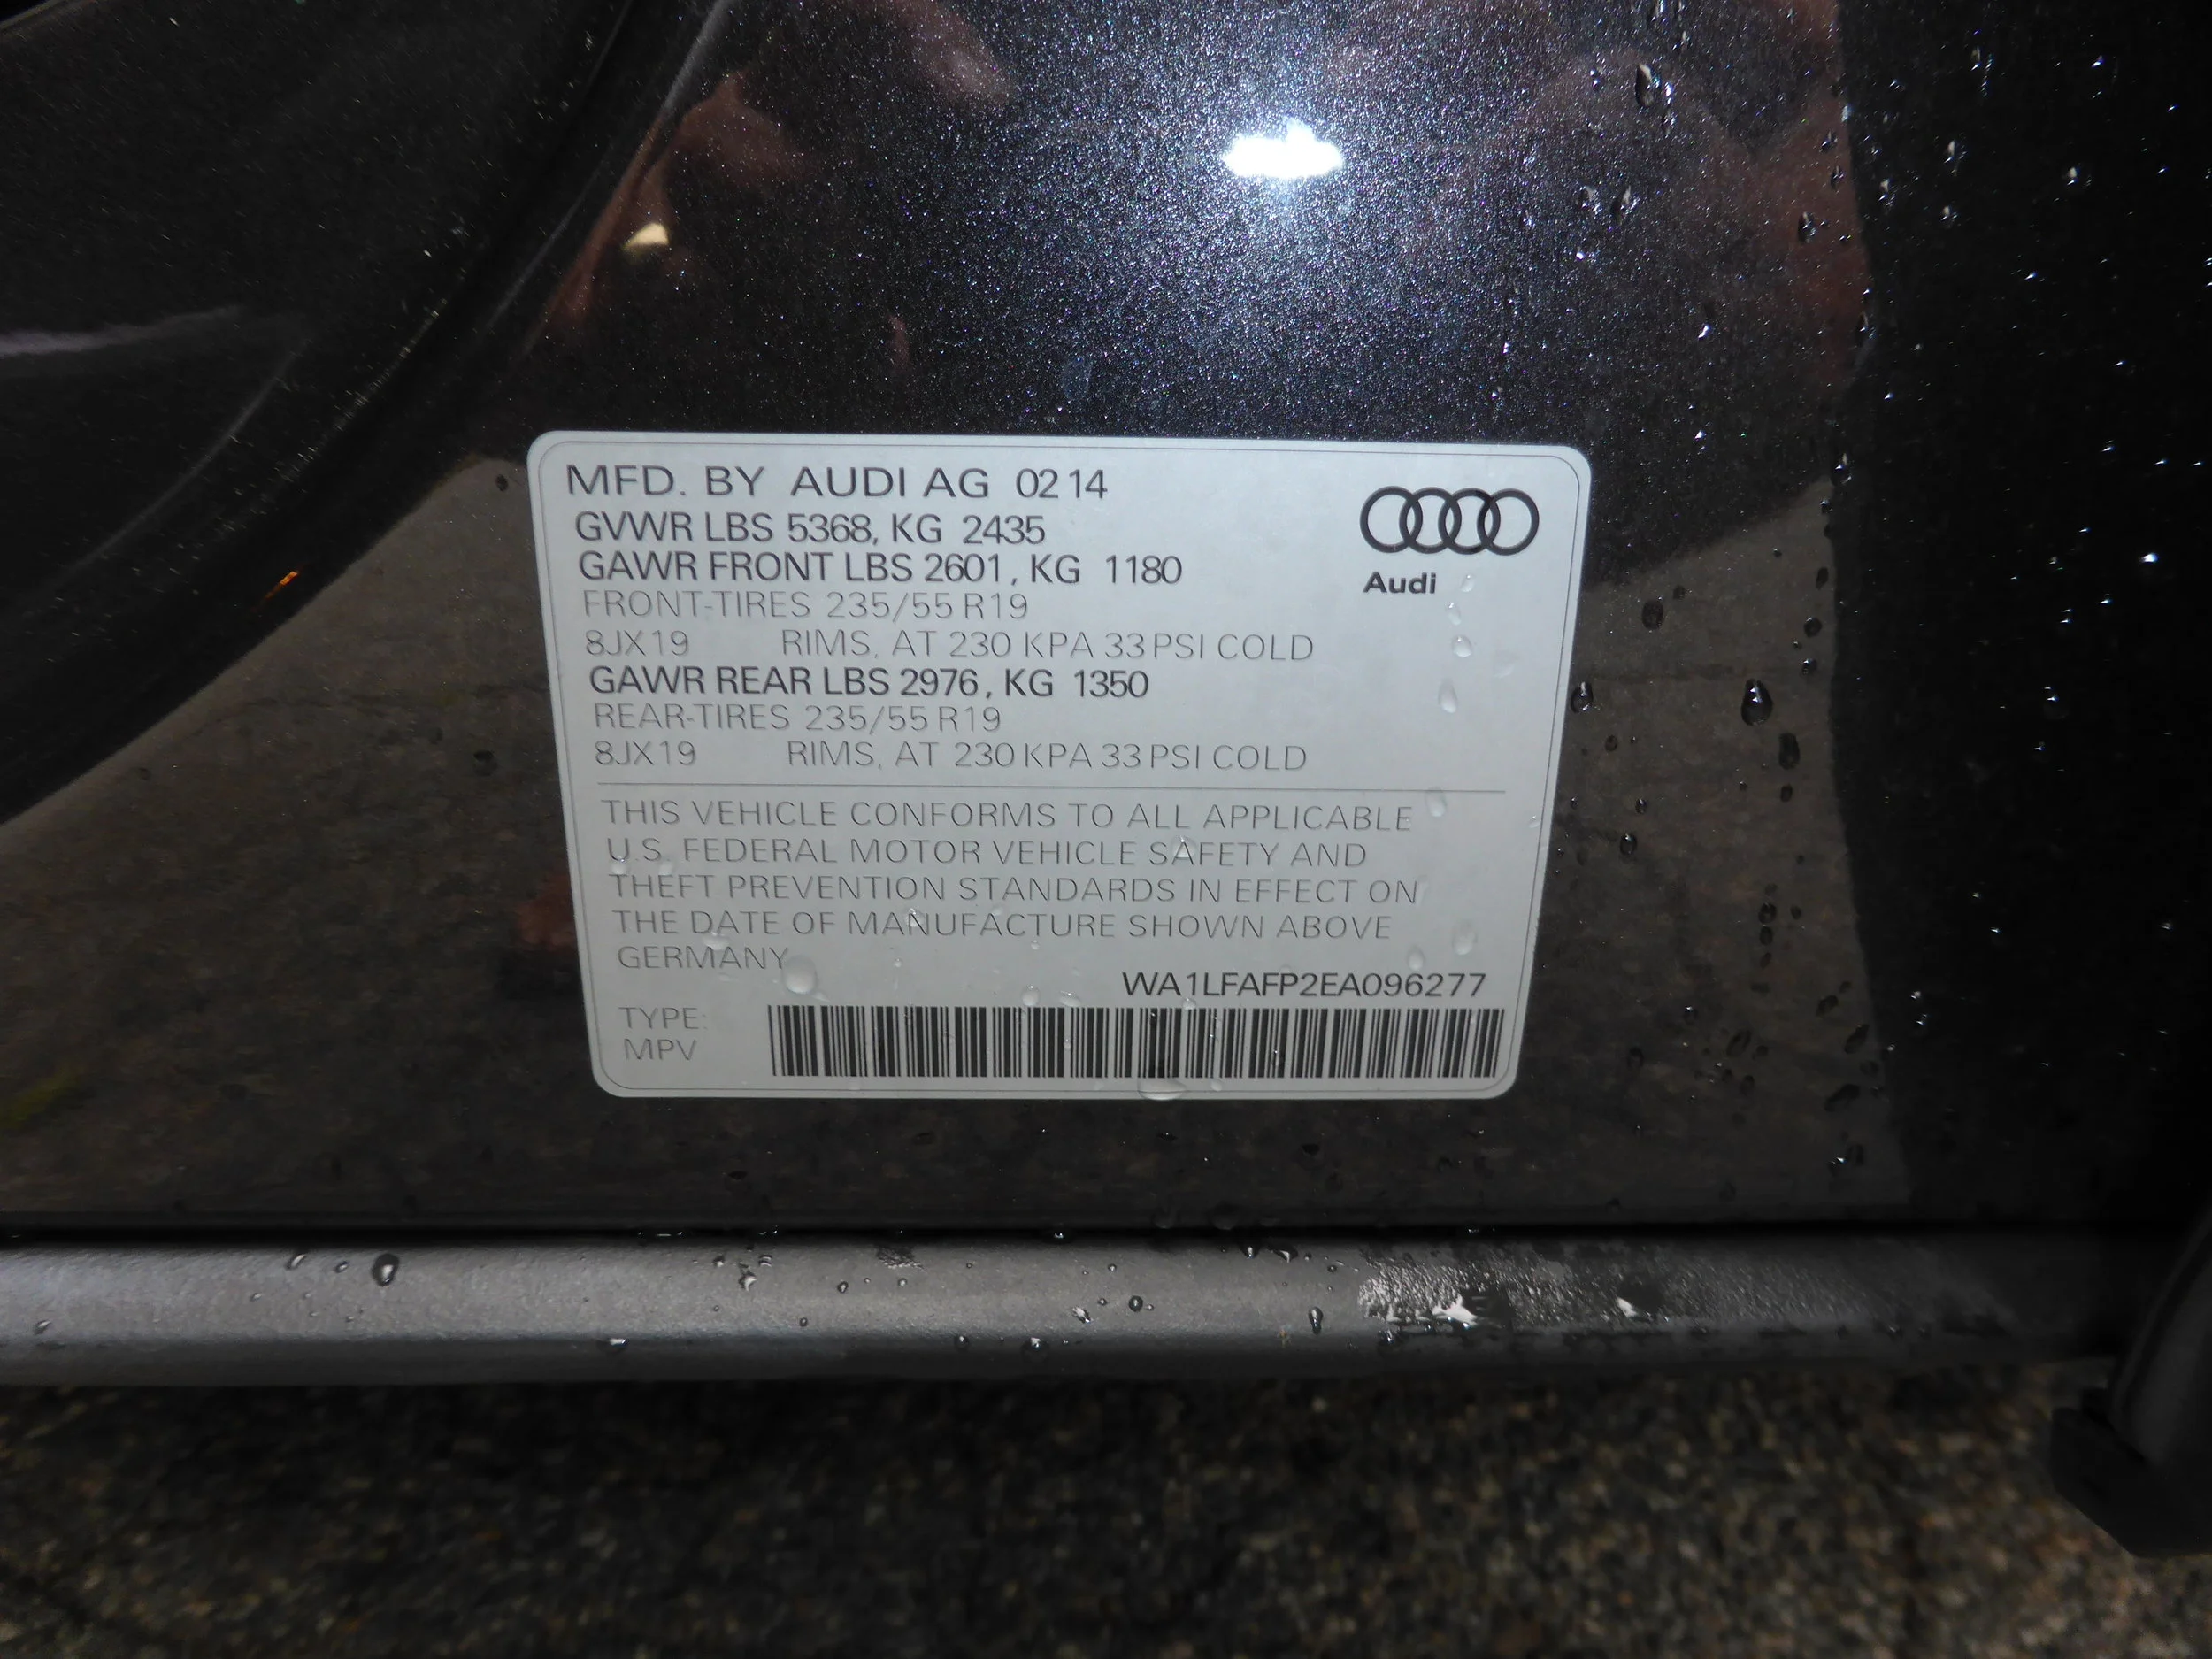 MFD. BY AUDI AG 0214
GVWR LBS 5368, KG 2435
GAWR FRONT LBS 2601, KG 1180
Audi
FRONT-TIRES 235/55 R19
8JX19 RIMS, AT 230 KPA 33 PSI COLD
GAWR REAR LBS 2976, KG 1350
REAR-TIRES 235/55 R19
8JX19 RIMS, AT 230 KPA 33 PSI COLD
THIS VEHICLE CONFORMS TO ALL APPLICABLE
U.S. FEDERAL MOTOR VEHICLE SAFETY AND
THEFT PREVENTION STANDARDS IN EFFECT ON
THE DATE OF MANUFACTURE SHOWN ABOVE
GERMANY
WA1LFAFP2EA096277
TYPE:
MPV